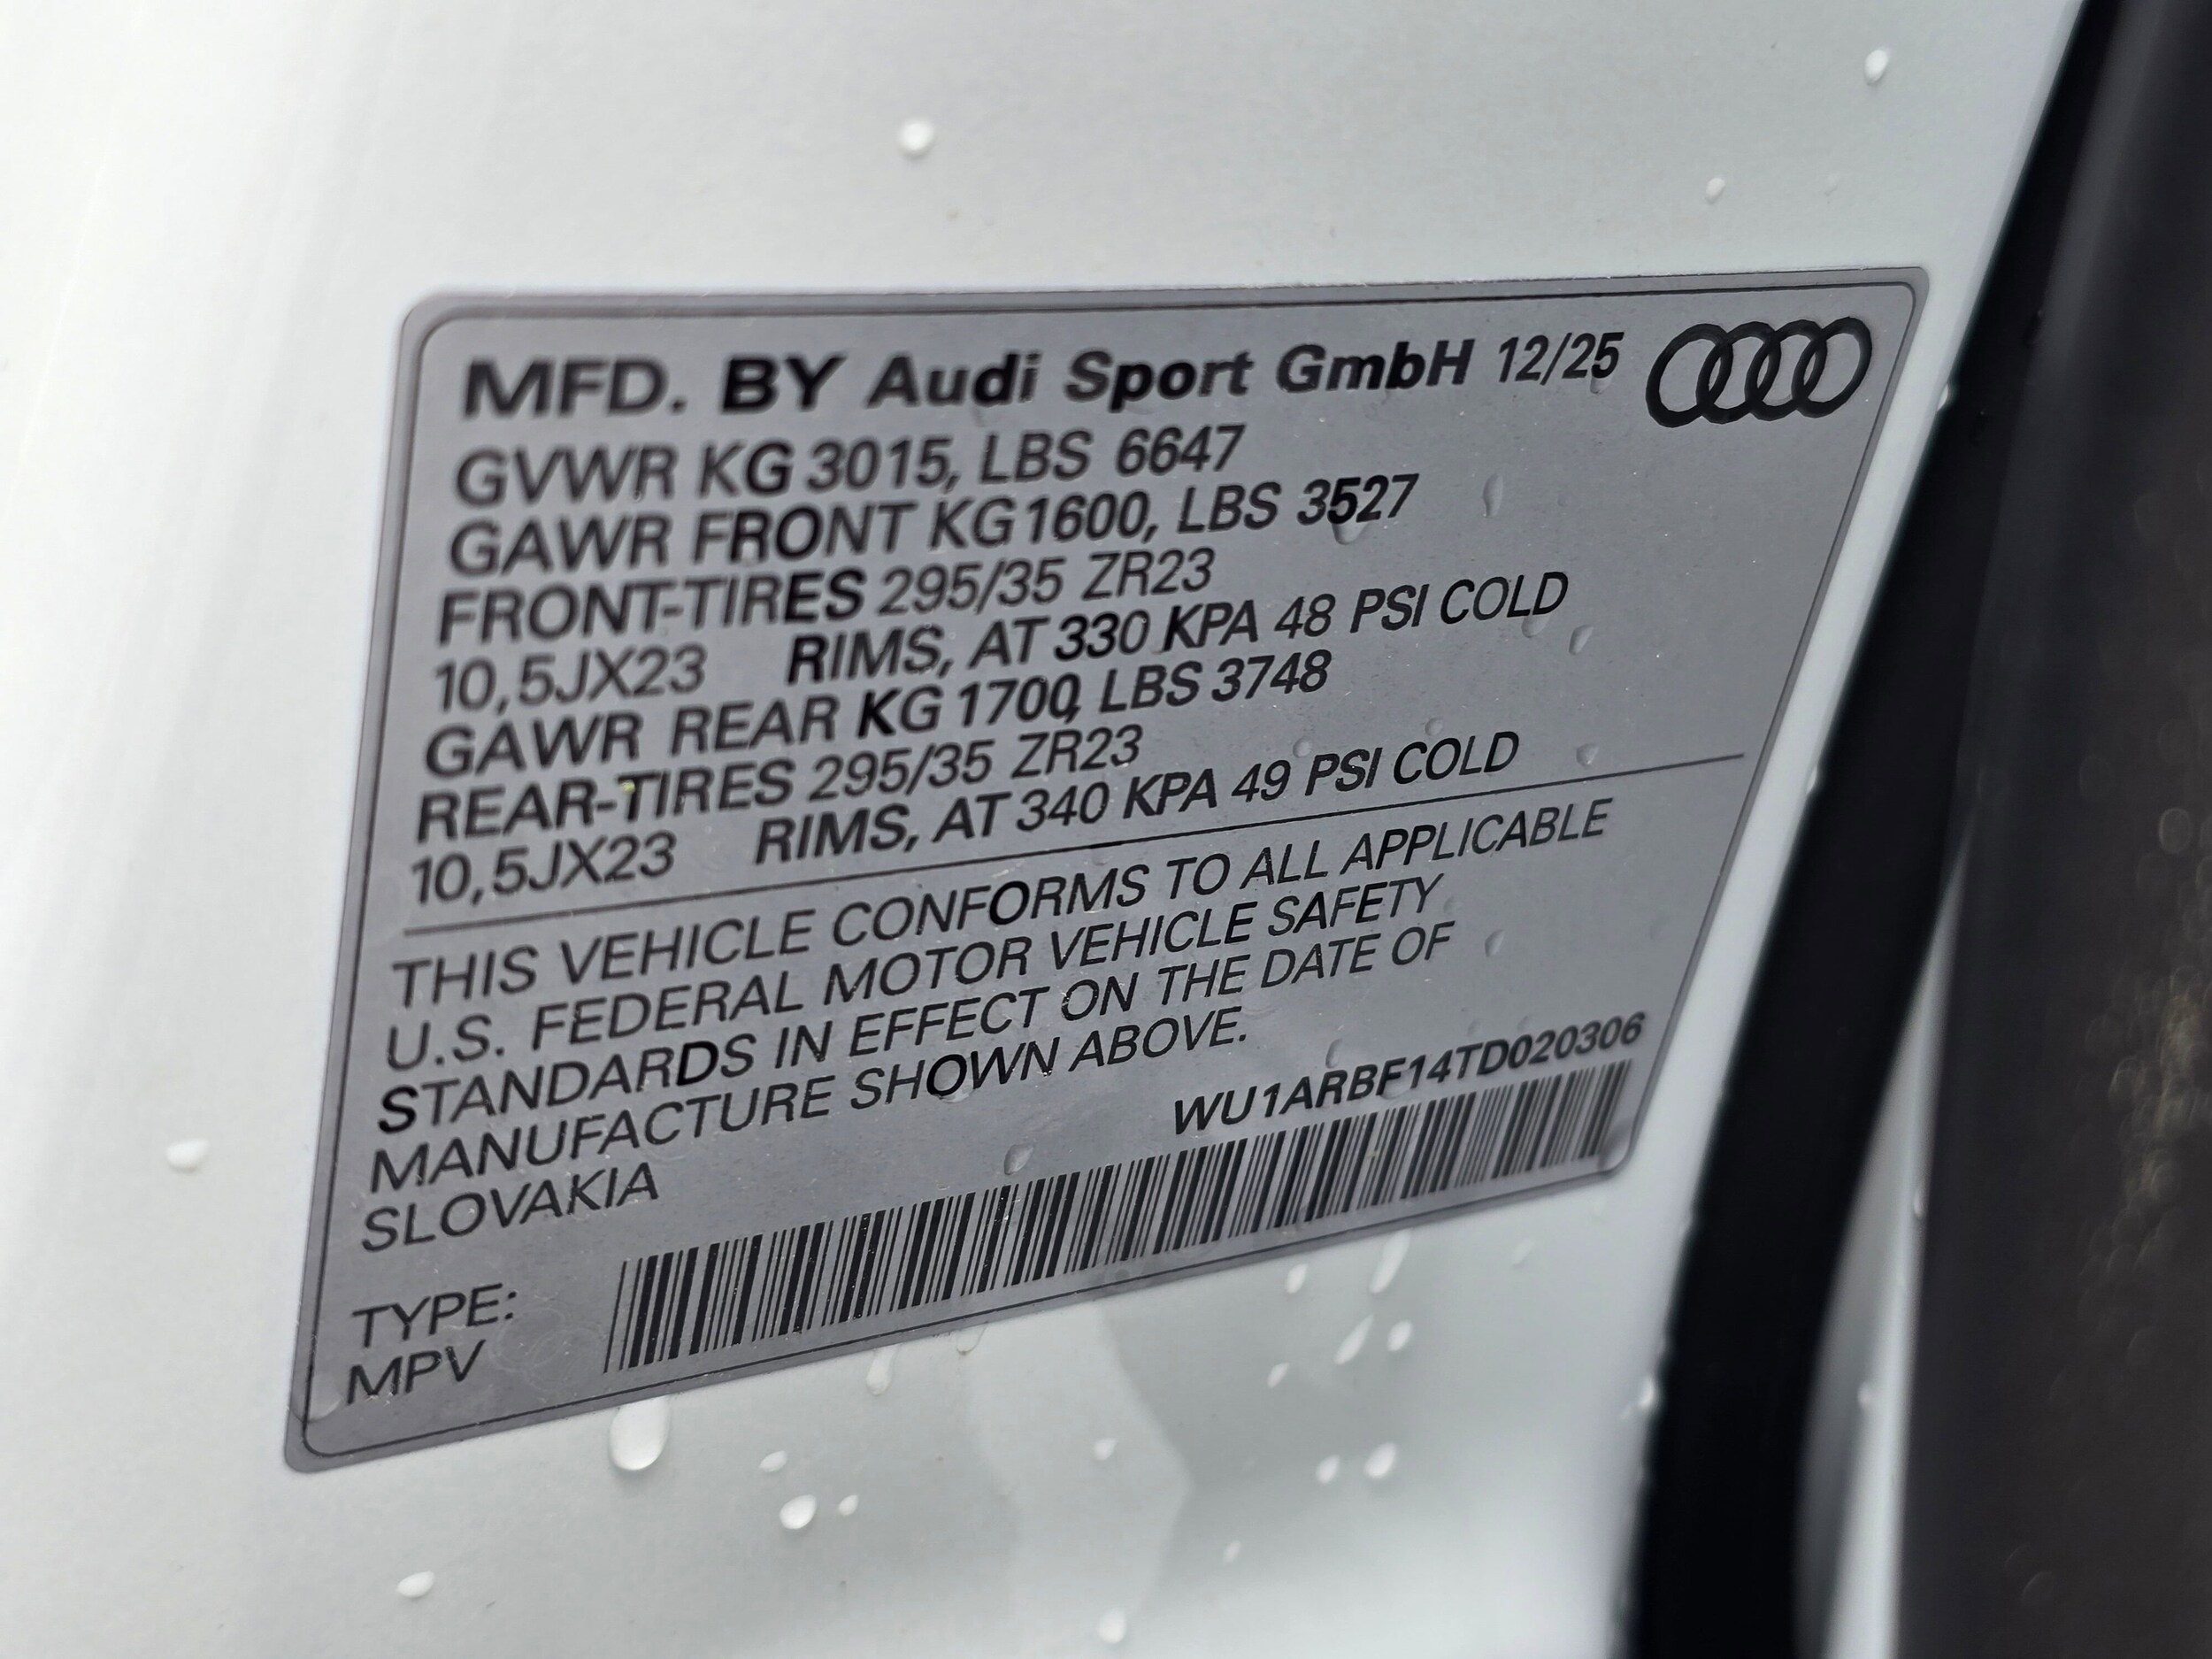 MFD. BY Audi Sport GmbH 12/25
GVWR KG 3015, LBS 6647
GAWR FRONT KG 1600, LBS 3527
FRONT-TIRES 295/35 ZR23
10,5JX23 RIMS, AT 330 KPA 48 PSI COLD
GAWR REAR KG 1700, LBS 3748
REAR-TIRES 295/35 ZR23
10,5JX23 RIMS, AT 340 KPA 49 PSI COLD
THIS VEHICLE CONFORMS TO ALL APPLICABLE
U.S. FEDERAL MOTOR VEHICLE SAFETY
STANDARDS IN EFFECT ON THE DATE OF
MANUFACTURE SHOWN ABOVE.
SLOVAKIA
WU1ARBF14TD020306
TYPE:
MPV